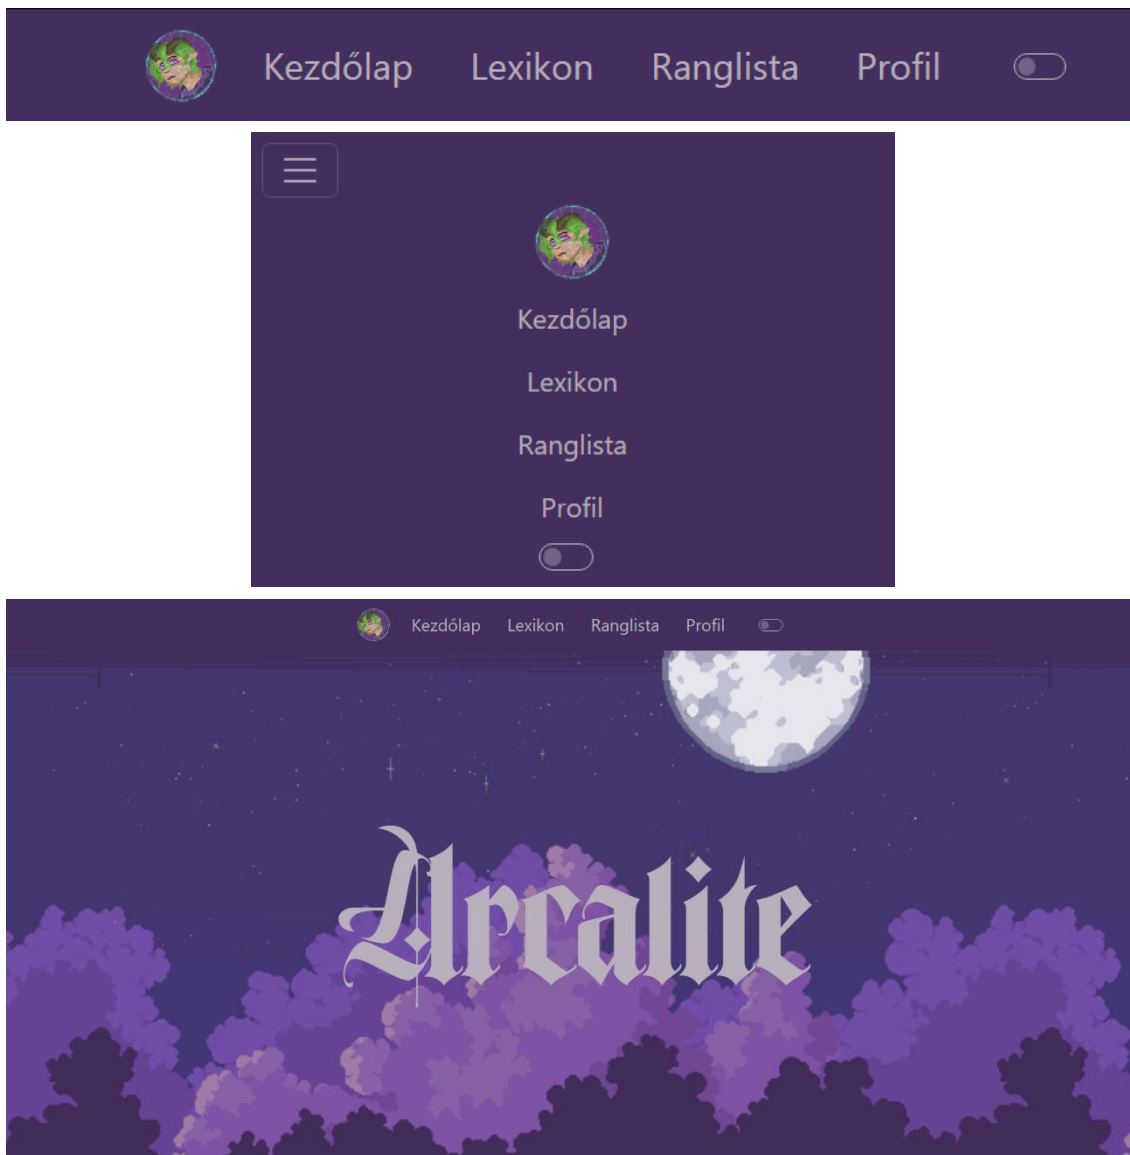 Kezdőlap Lexikon Ranglista Profil
Kezdőlap
Lexikon
Ranglista
Profil
Kezdőlap Lexikon Ranglista Profil
Arcalite